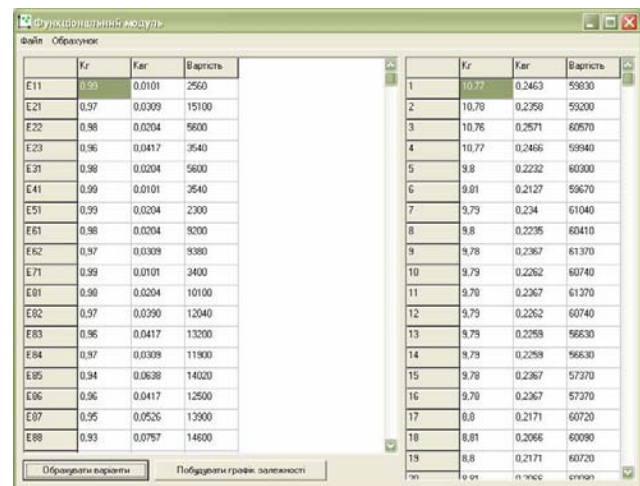 Функціональний модуль
Файл Обрахунок
Кг Квг Вартість
E11 0.99 0,0101 2560
E21 0,97 0,0309 15100
E22 0,98 0,0204 5600
E23 0,96 0,0417 3540
E31 0,98 0,0204 5600
E41 0,99 0,0101 3540
E51 0,99 0,0204 2300
E61 0,98 0,0204 9200
E62 0,97 0,0309 9380
E71 0,99 0,0101 3400
E81 0,98 0,0204 10100
E82 0,97 0,0390 12040
E83 0,96 0,0417 13200
E84 0,97 0,0309 11900
E85 0,94 0,0638 14020
E86 0,96 0,0417 12500
E87 0,95 0,0526 13900
E88 0,93 0,0757 14600
Обрахувати варіанти Побудувати графік залежності
Кг Квг Вартість
1 10,77 0,2463 59830
2 10,78 0,2358 59200
3 10,76 0,2571 60570
4 10,77 0,2466 59940
5 9,8 0,2232 60300
6 9,81 0,2127 59670
7 9,79 0,234 61040
8 9,8 0,2235 60410
9 9,78 0,2367 61370
10 9,79 0,2262 60740
11 9,78 0,2367 61370
12 9,79 0,2262 60740
13 9,79 0,2259 56630
14 9,79 0,2259 56630
15 9,78 0,2367 57370
16 9,78 0,2367 57370
17 8,8 0,2171 60720
18 8,81 0,2066 60090
19 8,8 0,2171 60720